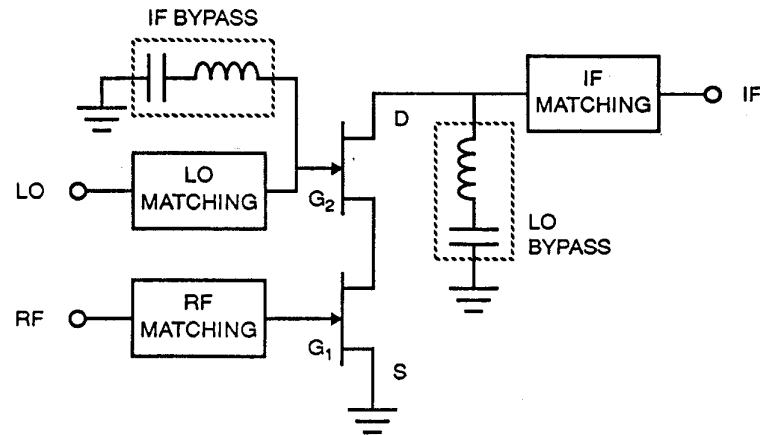 IF BYPASS
D
IF
MATCHING
IF
LO
LO
MATCHING
G₂
LO
BYPASS
RF
RF
MATCHING
G₁
S